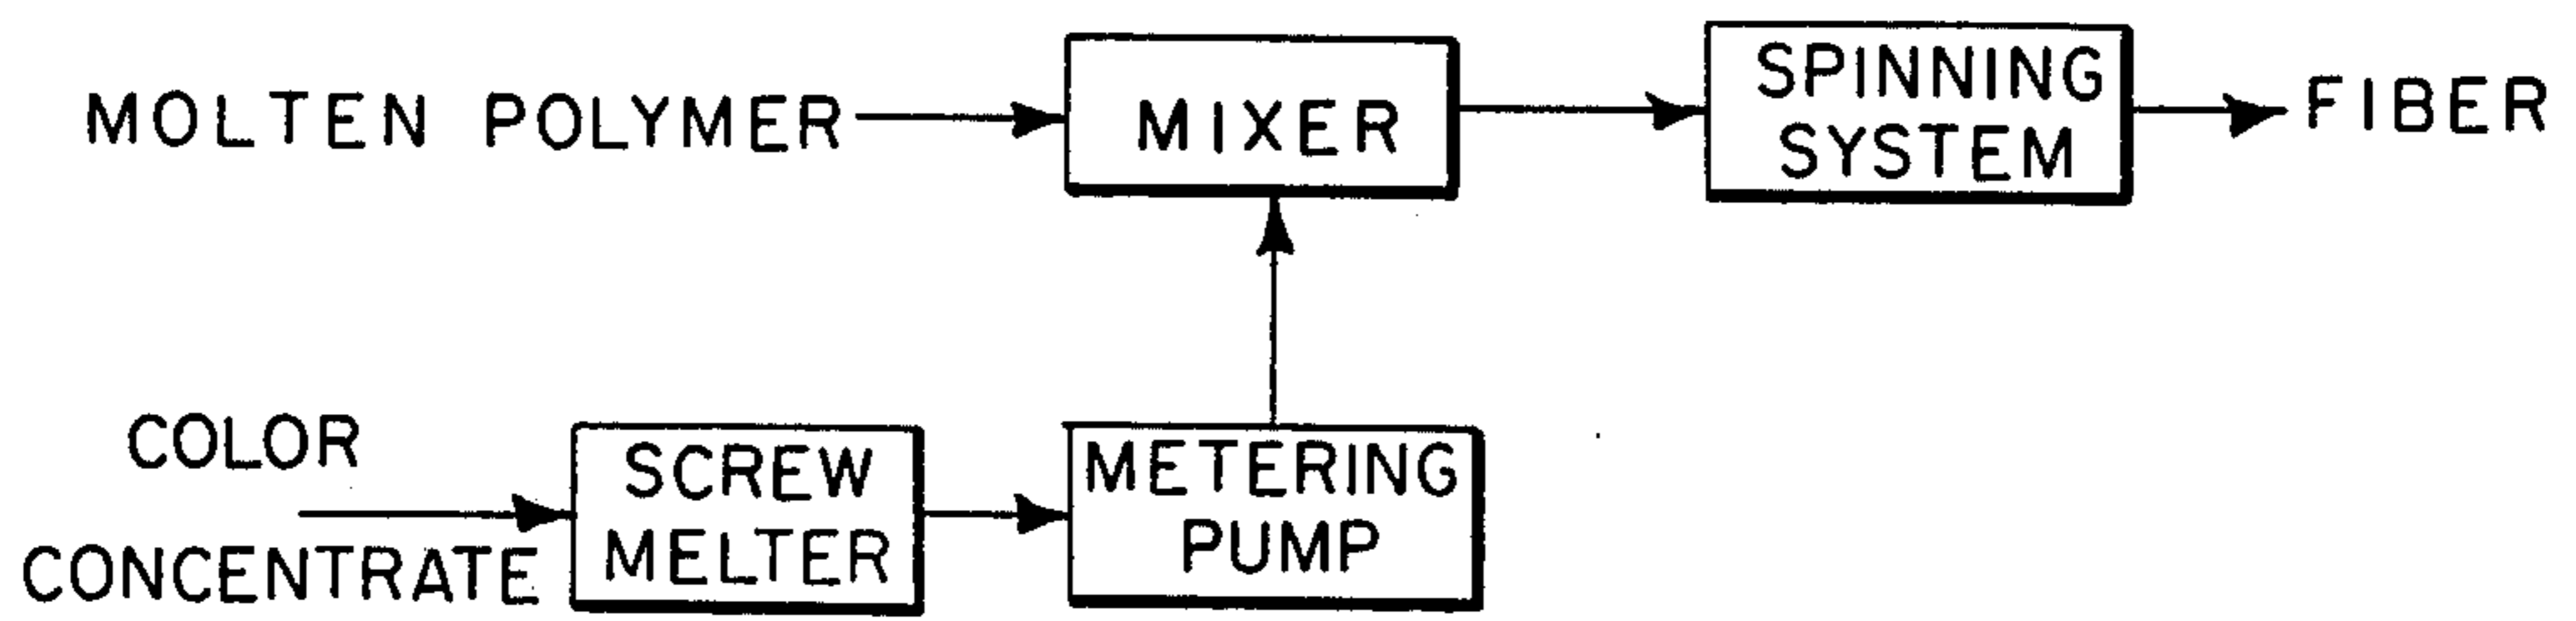 MOLTEN POLYMER
MIXER
SPINNING
SYSTEM
FIBER
COLOR
CONCENTRATE
SCREW
MELTER
METERING
PUMP